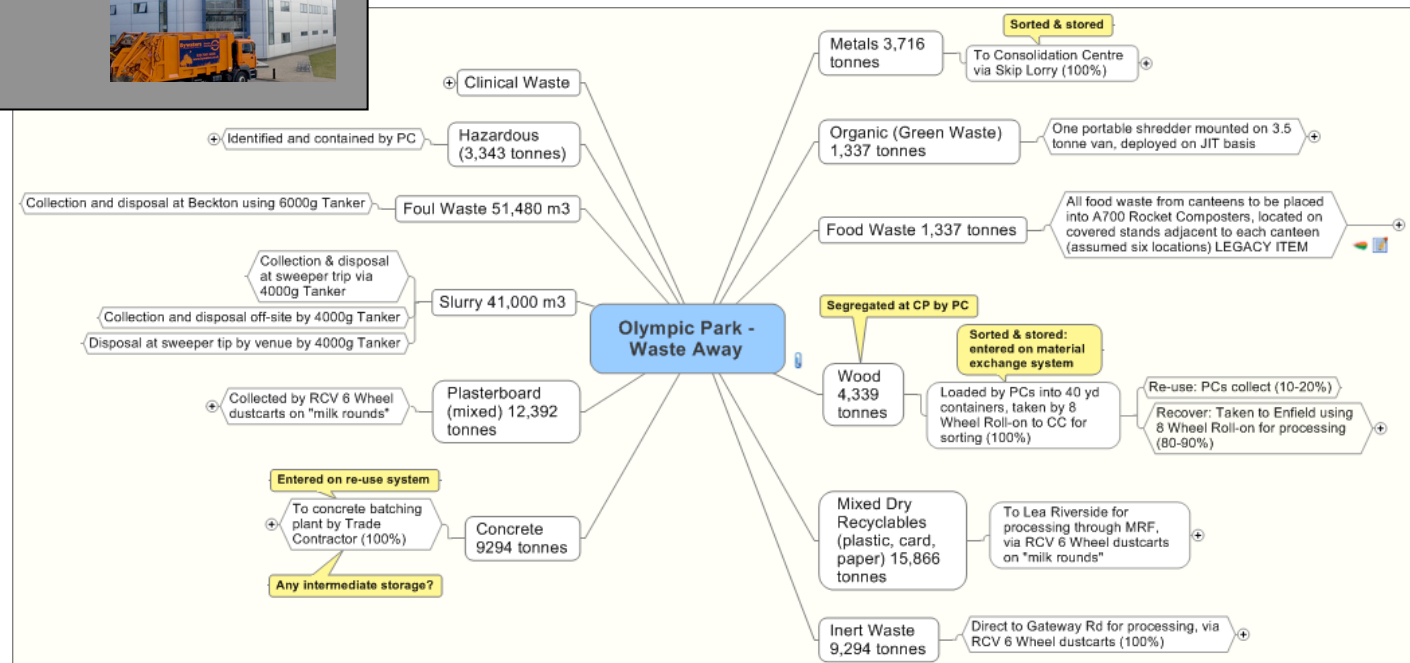 Bywaters
Clinical Waste
Identified and contained by PC
Hazardous
(3,343 tonnes)
Collection and disposal at Beckton using 6000g Tanker
Foul Waste 51,480 m3
Collection & disposal
at sweeper trip via
4000g Tanker
Collection and disposal off-site by 4000g Tanker
Disposal at sweeper tip by venue by 4000g Tanker
Slurry 41,000 m3
Collected by RCV 6 Wheel
dustcarts on "milk rounds"
Plasterboard
(mixed) 12,392
tonnes
Entered on re-use system
To concrete batching
plant by Trade
Contractor (100%)
Any intermediate storage?
Concrete
9294 tonnes
Olympic Park -
Waste Away
Metals 3,716
tonnes
Sorted & stored
To Consolidation Centre
via Skip Lorry (100%)
Organic (Green Waste)
1,337 tonnes
One portable shredder mounted on 3.5
tonne van, deployed on JIT basis
Food Waste 1,337 tonnes
All food waste from canteens to be placed
into A700 Rocket Composters, located on
covered stands adjacent to each canteen
(assumed six locations) LEGACY ITEM
Segregated at CP by PC
Wood
4,339
tonnes
Sorted & stored:
entered on material
exchange system
Loaded by PCs into 40 yd
containers, taken by 8
Wheel Roll-on to CC for
sorting (100%)
Re-use: PCs collect (10-20%)
Recover: Taken to Enfield using
8 Wheel Roll-on for processing
(80-90%)
Mixed Dry
Recyclables
(plastic, card,
paper) 15,866
tonnes
To Lea Riverside for
processing through MRF,
via RCV 6 Wheel dustcarts
on "milk rounds"
Inert Waste
9,294 tonnes
Direct to Gateway Rd for processing, via
RCV 6 Wheel dustcarts (100%)